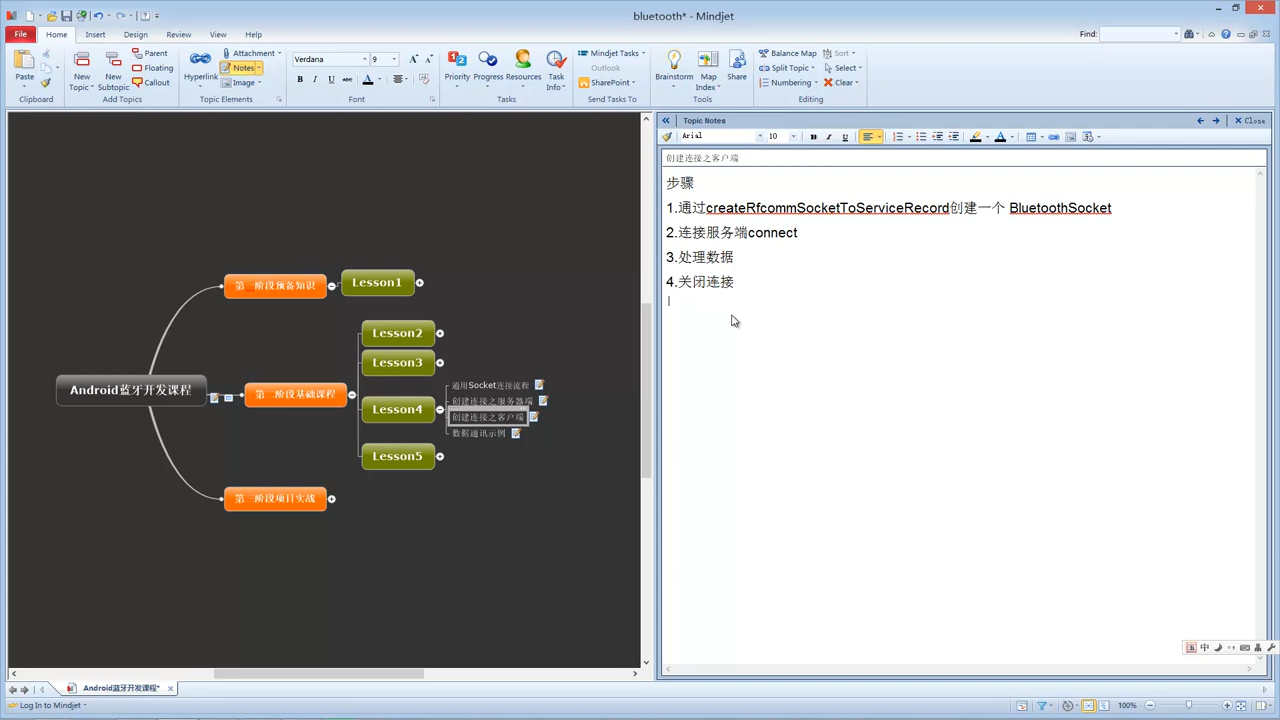 bluetooth* - Mindjet
File Home Insert Design Review View Help Find:
Paste
Clipboard
New Topic
New Subtopic
Parent
Floating
Callout
Add Topics
Hyperlink
Attachment
Notes
Image
Topic Elements
Verdana 9
B I U abc A
Font
Priority
Progress
Resources
Task Info
Tasks
Mindjet Tasks
Outlook
SharePoint
Send Tasks To
Brainstorm
Map Index
Share
Tools
Balance Map
Split Topic
Numbering
Sort
Select
Clear
Editing
Topic Notes
Close
Arial 10 B I U
创建连接之客户端
步骤
1.通过createRfcommSocketToServiceRecord创建一个 BluetoothSocket
2.连接服务端connect
3.处理数据
4.关闭连接
第一阶段预备知识
Lesson1
Lesson2
Lesson3
Android蓝牙开发课程
第二阶段基础课程
Lesson4
通用Socket连接流程
创建连接之服务器端
创建连接之客户端
数据通讯示例
Lesson5
第三阶段项目实战
中
Android蓝牙开发课程*
Log In to Mindjet
100%